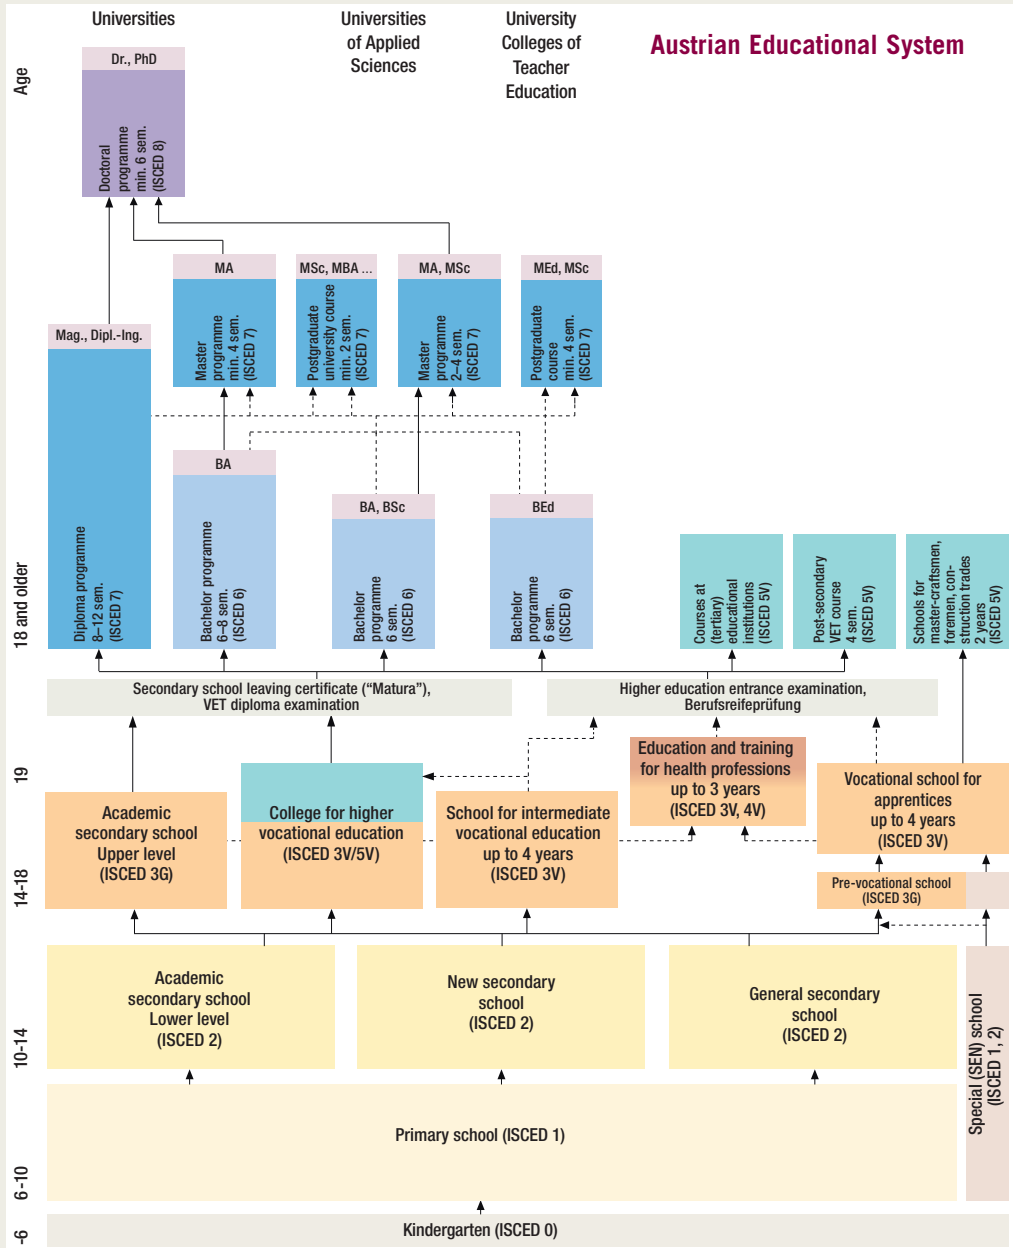 Universities
Universities
of Applied
Sciences
University
Colleges of
Teacher
Education
Austrian Educational System
Age
Dr., PhD
Doctoral
programme
min. 6 sem.
(ISCED 8)
MA
MSc, MBA ...
MA, MSc
MEd, MSc
Master
programme
min. 4 sem.
(ISCED 7)
Postgraduate
university course
min. 2 sem.
(ISCED 7)
Master
programme
2–4 sem.
(ISCED 7)
Postgraduate
course
min. 4 sem.
(ISCED 7)
Mag., Dipl.-Ing.
Diploma programme
8–12 sem.
(ISCED 7)
BA
Bachelor programme
6–8 sem.
(ISCED 6)
BA, BSc
Bachelor
programme
6 sem.
(ISCED 6)
BEd
Bachelor
programme
6 sem.
(ISCED 6)
Courses at
(tertiary)
educational
institutions
(ISCED 5V)
Post-secondary
VET course
4 sem.
(ISCED 5V)
Schools for
master-craftsmen,
foremen, con-
struction trades
2 years
(ISCED 5V)
18 and older
Secondary school leaving certificate (“Matura”),
VET diploma examination
Higher education entrance examination,
Berufsreifeprüfung
19
Academic
secondary school
Upper level
(ISCED 3G)
College for higher
vocational education
(ISCED 3V/5V)
School for intermediate
vocational education
up to 4 years
(ISCED 3V)
Education and training
for health professions
up to 3 years
(ISCED 3V, 4V)
Vocational school for
apprentices
up to 4 years
(ISCED 3V)
14-18
Pre-vocational school
(ISCED 3G)
Academic
secondary school
Lower level
(ISCED 2)
New secondary
school
(ISCED 2)
General secondary
school
(ISCED 2)
Special (SEN) school
(ISCED 1, 2)
10-14
Primary school (ISCED 1)
6-10
Kindergarten (ISCED 0)
-6